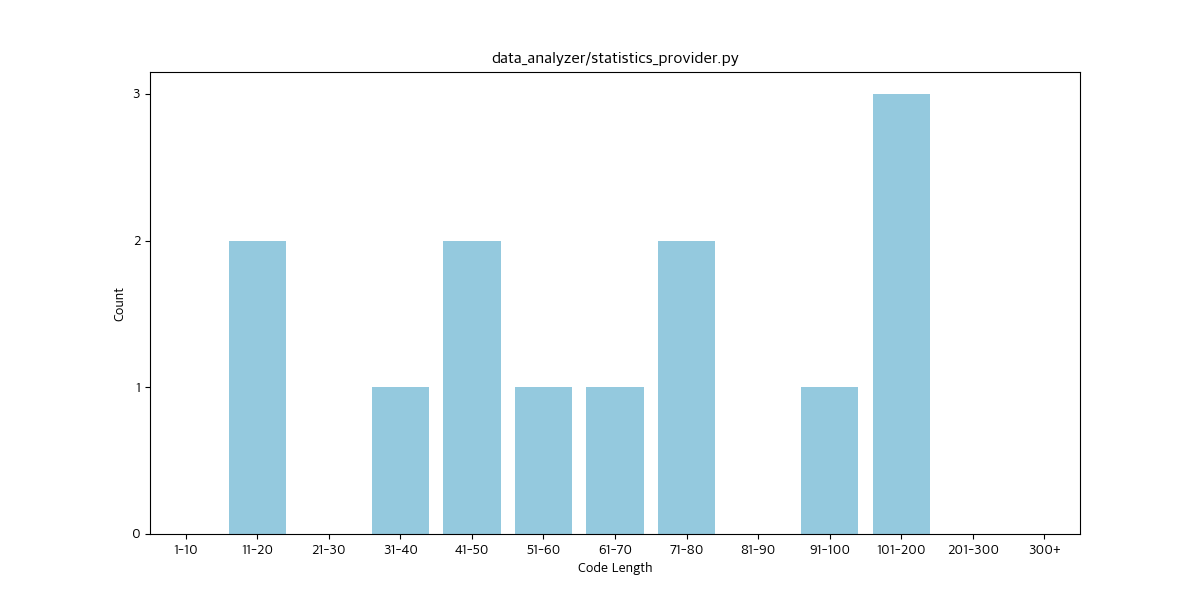 data_analyzer/statistics_provider.py
3
2
1
0
Count
1-10 11-20 21-30 31-40 41-50 51-60 61-70 71-80 81-90 91-100 101-200 201-300 300+
Code Length